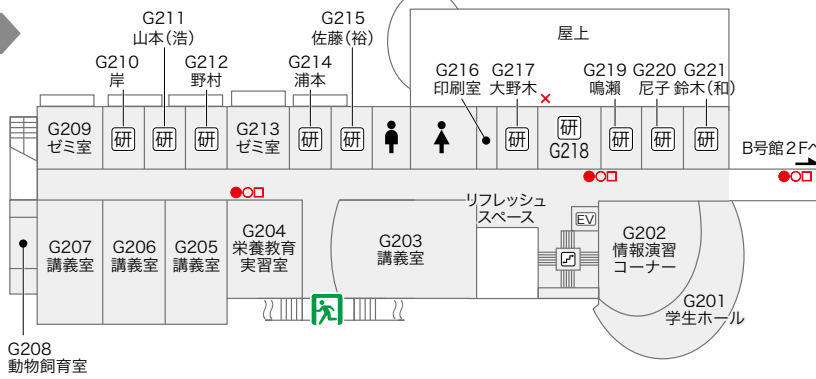 G211
山本(浩)
G215
佐藤(裕)
屋上
G210
岸
G212
野村
G214
浦本
G216
印刷室
G217
大野木
G219
鳴瀬
G220
尼子
G221
鈴木(和)
G209
ゼミ室
研
研
研
G213
ゼミ室
研
研
研
研
G218
研
研
研
B号館2Fへ
リフレッシュ
スペース
EV
G207
講義室
G206
講義室
G205
講義室
G204
栄養教育
実習室
G203
講義室
G202
情報演習
コーナー
G201
学生ホール
G208
動物飼育室